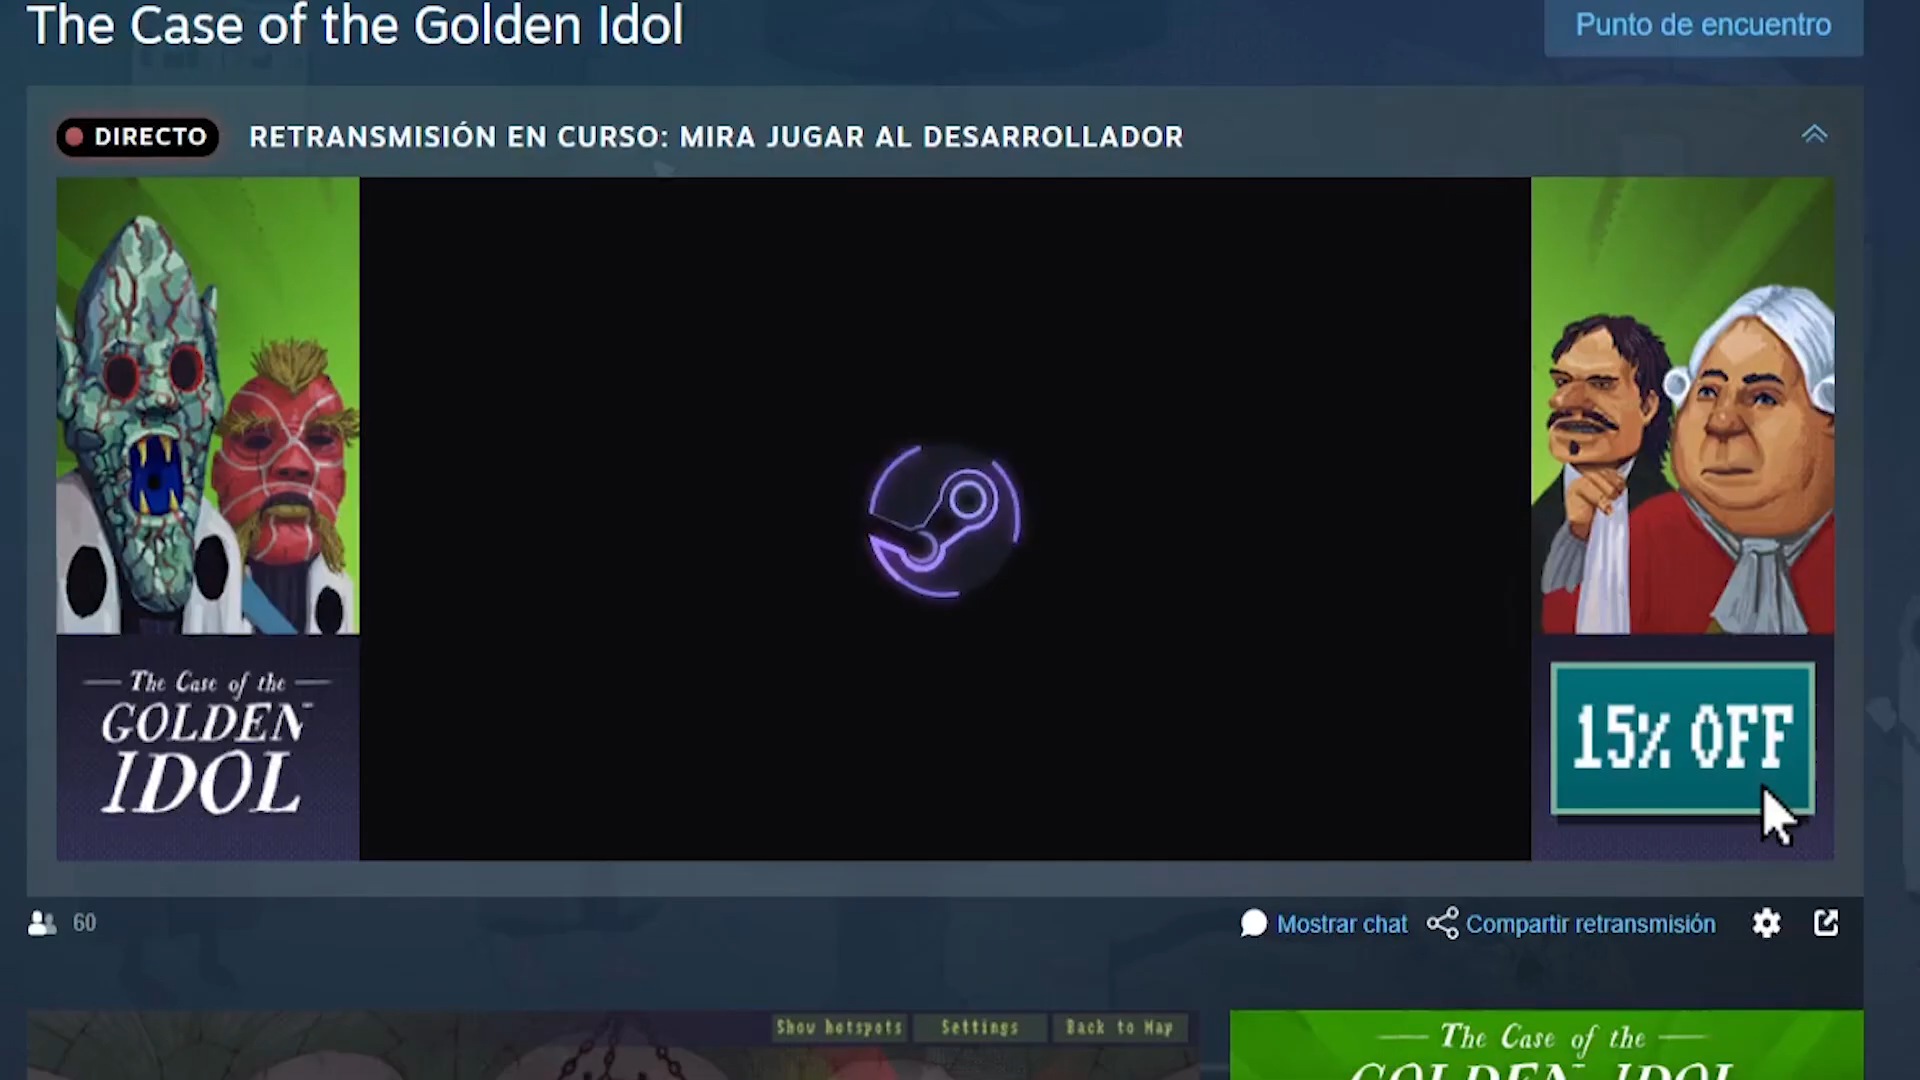 The Case of the Golden Idol
Punto de encuentro
DIRECTO
RETRANSMISIÓN EN CURSO: MIRA JUGAR AL DESARROLLADOR
The Case of the
GOLDEN
IDOL
15% OFF
60
Mostrar chat
Compartir retransmisión
Show hotspots
Settings
Back to Map
The Case of the
GOLDEN IDOL